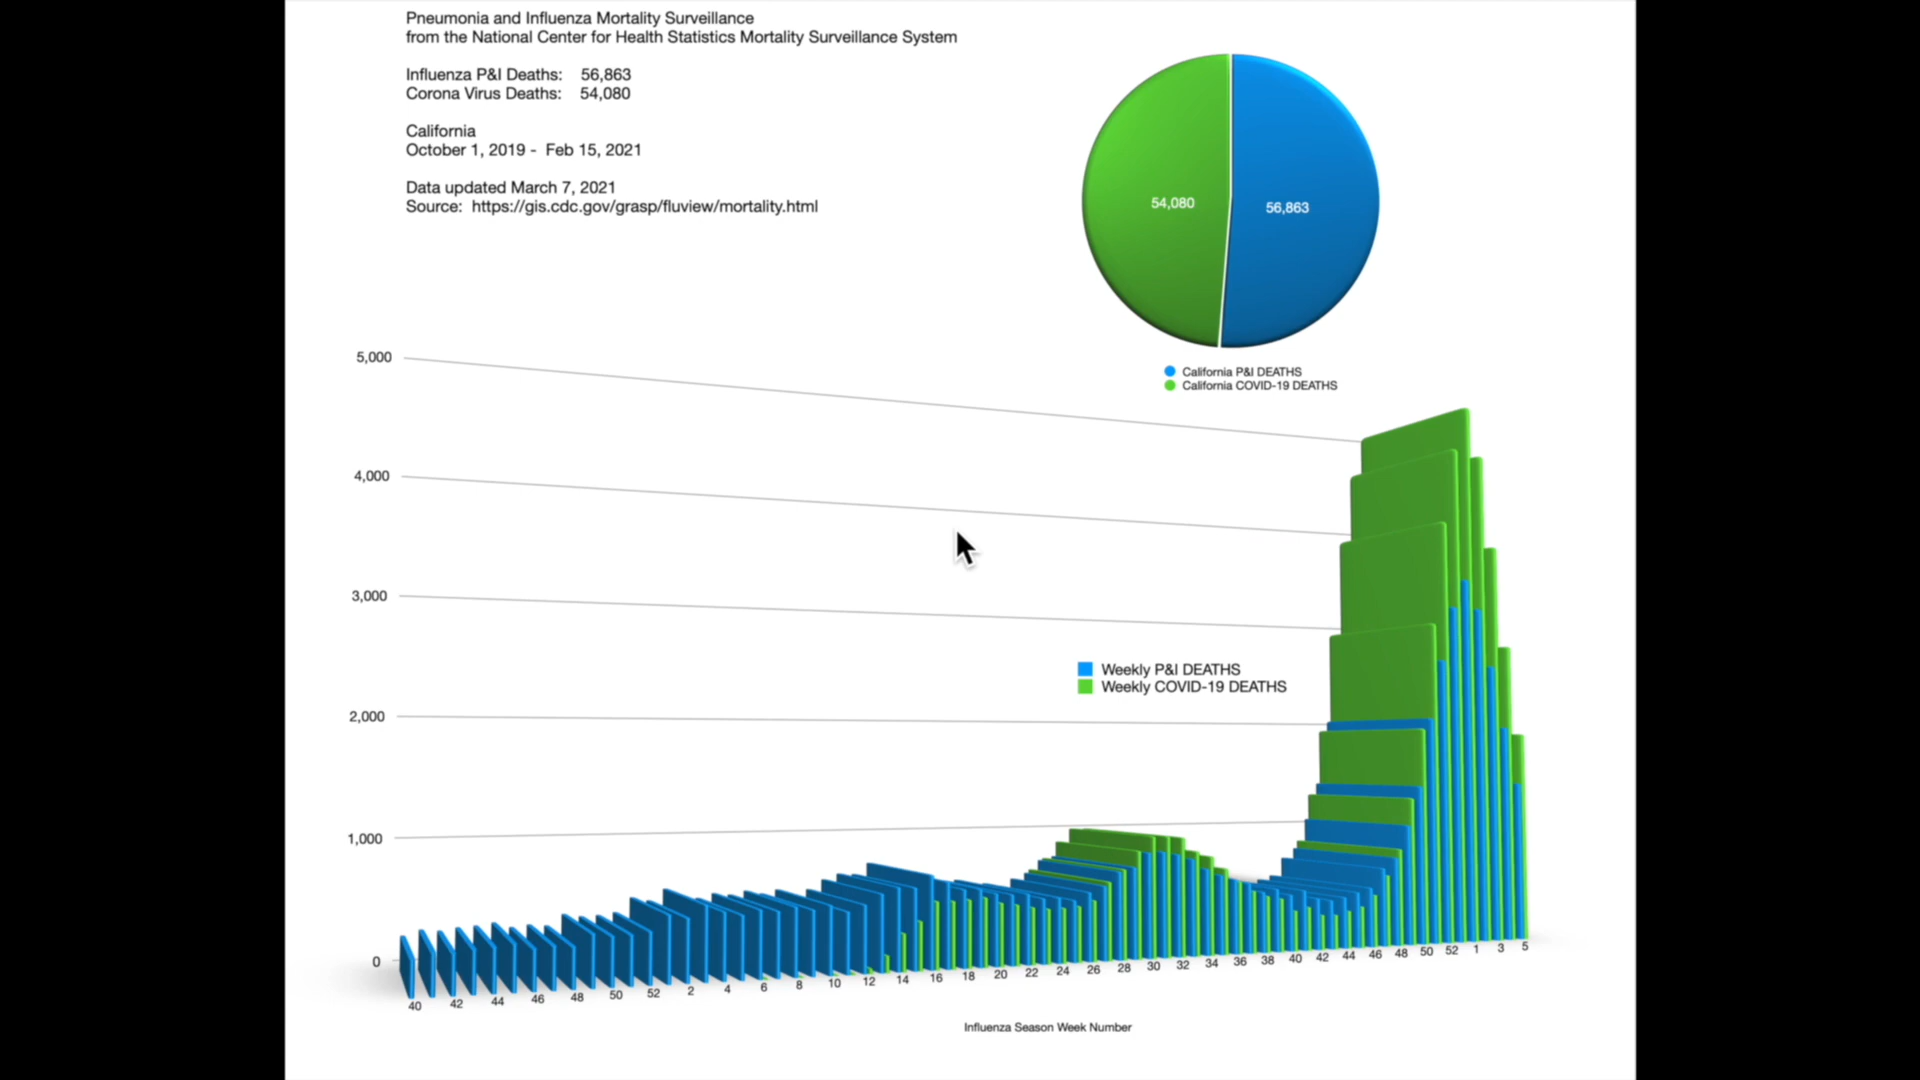 Pneumonia and Influenza Mortality Surveillance
from the National Center for Health Statistics Mortality Surveillance System
Influenza P&I Deaths: 56,863
Corona Virus Deaths: 54,080
California
October 1, 2019 - Feb 15, 2021
Data updated March 7, 2021
Source: https://gis.cdc.gov/grasp/fluview/mortality.html
54,080
56,863
California P&I DEATHS
California COVID-19 DEATHS
5,000
4,000
3,000
Weekly P&I DEATHS
Weekly COVID-19 DEATHS
2,000
1,000
0
40 42 44 46 48 50 52 2 4 6 8 10 12 14 16 18 20 22 24 26 28 30 32 34 36 38 40 42 44 46 48 50 52 1 3 5
Influenza Season Week Number